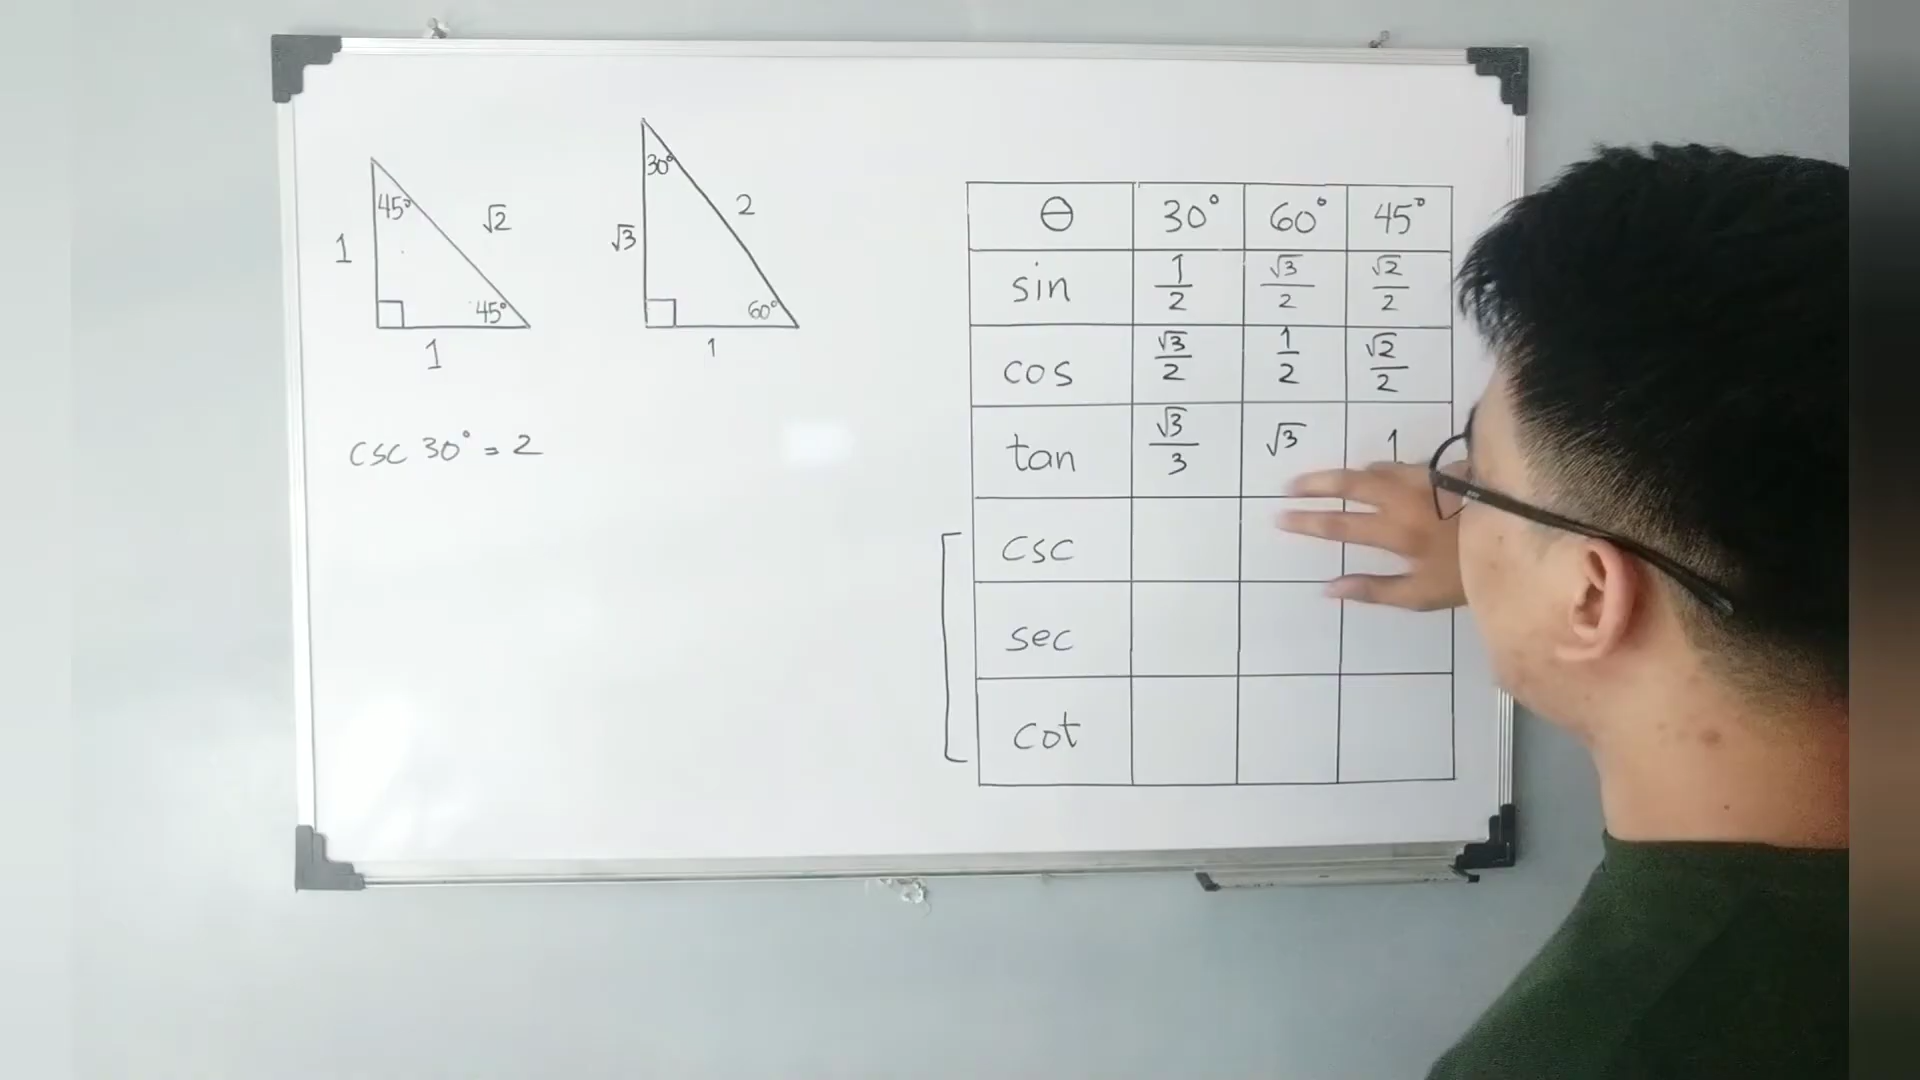 45° √2
1
45°
1
30°
2
√3
60°
1
csc 30° = 2
θ 30° 60° 45°
sin 1/2 √3/2 √2/2
cos √3/2 1/2 √2/2
tan √3/3 √3 1
csc
sec
cot